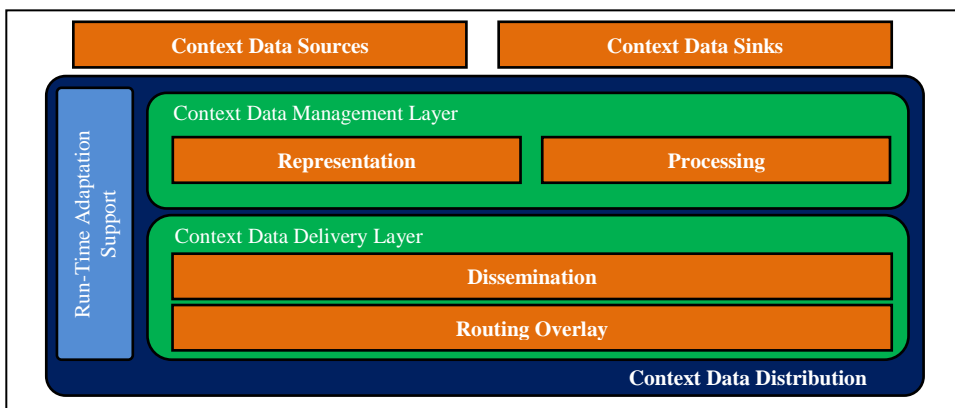 Context Data Sources
Context Data Sinks
Run-Time Adaptation
Support
Context Data Management Layer
Representation
Processing
Context Data Delivery Layer
Dissemination
Routing Overlay
Context Data Distribution